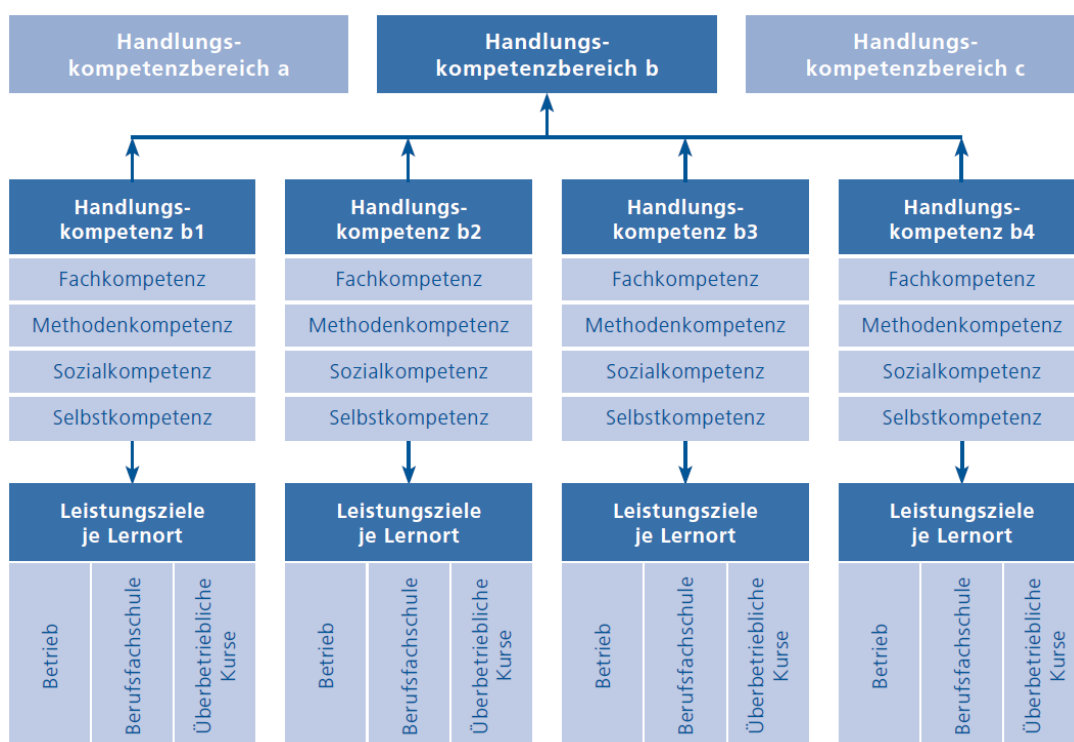 Handlungs-
kompetenzbereich a
Handlungs-
kompetenzbereich b
Handlungs-
kompetenzbereich c
Handlungs-
kompetenz b1
Fachkompetenz
Methodenkompetenz
Sozialkompetenz
Selbstkompetenz
Leistungsziele
je Lernort
Betrieb
Berufsfachschule
Überbetriebliche
Kurse
Handlungs-
kompetenz b2
Fachkompetenz
Methodenkompetenz
Sozialkompetenz
Selbstkompetenz
Leistungsziele
je Lernort
Betrieb
Berufsfachschule
Überbetriebliche
Kurse
Handlungs-
kompetenz b3
Fachkompetenz
Methodenkompetenz
Sozialkompetenz
Selbstkompetenz
Leistungsziele
je Lernort
Betrieb
Berufsfachschule
Überbetriebliche
Kurse
Handlungs-
kompetenz b4
Fachkompetenz
Methodenkompetenz
Sozialkompetenz
Selbstkompetenz
Leistungsziele
je Lernort
Betrieb
Berufsfachschule
Überbetriebliche
Kurse